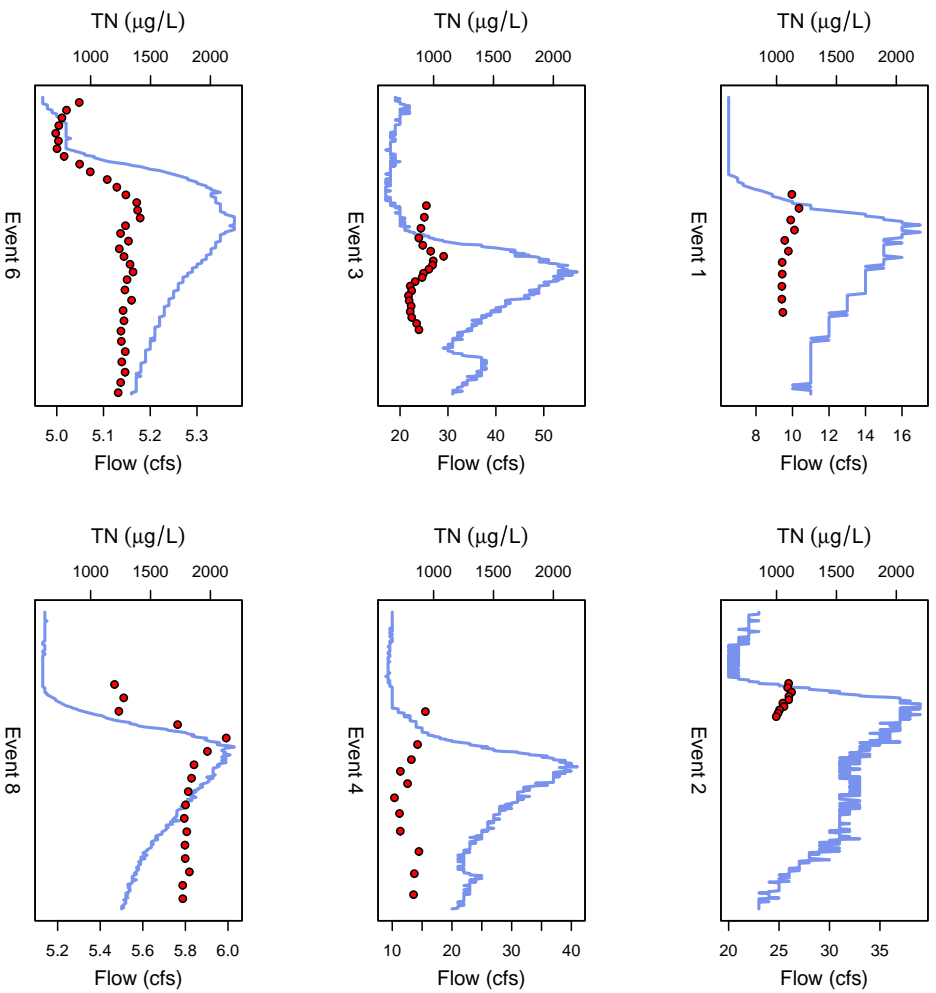 TN (μg/L)
1000 1500 2000
Event 6
5.0 5.1 5.2 5.3
Flow (cfs)
TN (μg/L)
1000 1500 2000
Event 3
20 30 40 50
Flow (cfs)
TN (μg/L)
1000 1500 2000
Event 1
8 10 12 14 16
Flow (cfs)
TN (μg/L)
1000 1500 2000
Event 8
5.2 5.4 5.6 5.8 6.0
Flow (cfs)
TN (μg/L)
1000 1500 2000
Event 4
10 20 30 40
Flow (cfs)
TN (μg/L)
1000 1500 2000
Event 2
20 25 30 35
Flow (cfs)